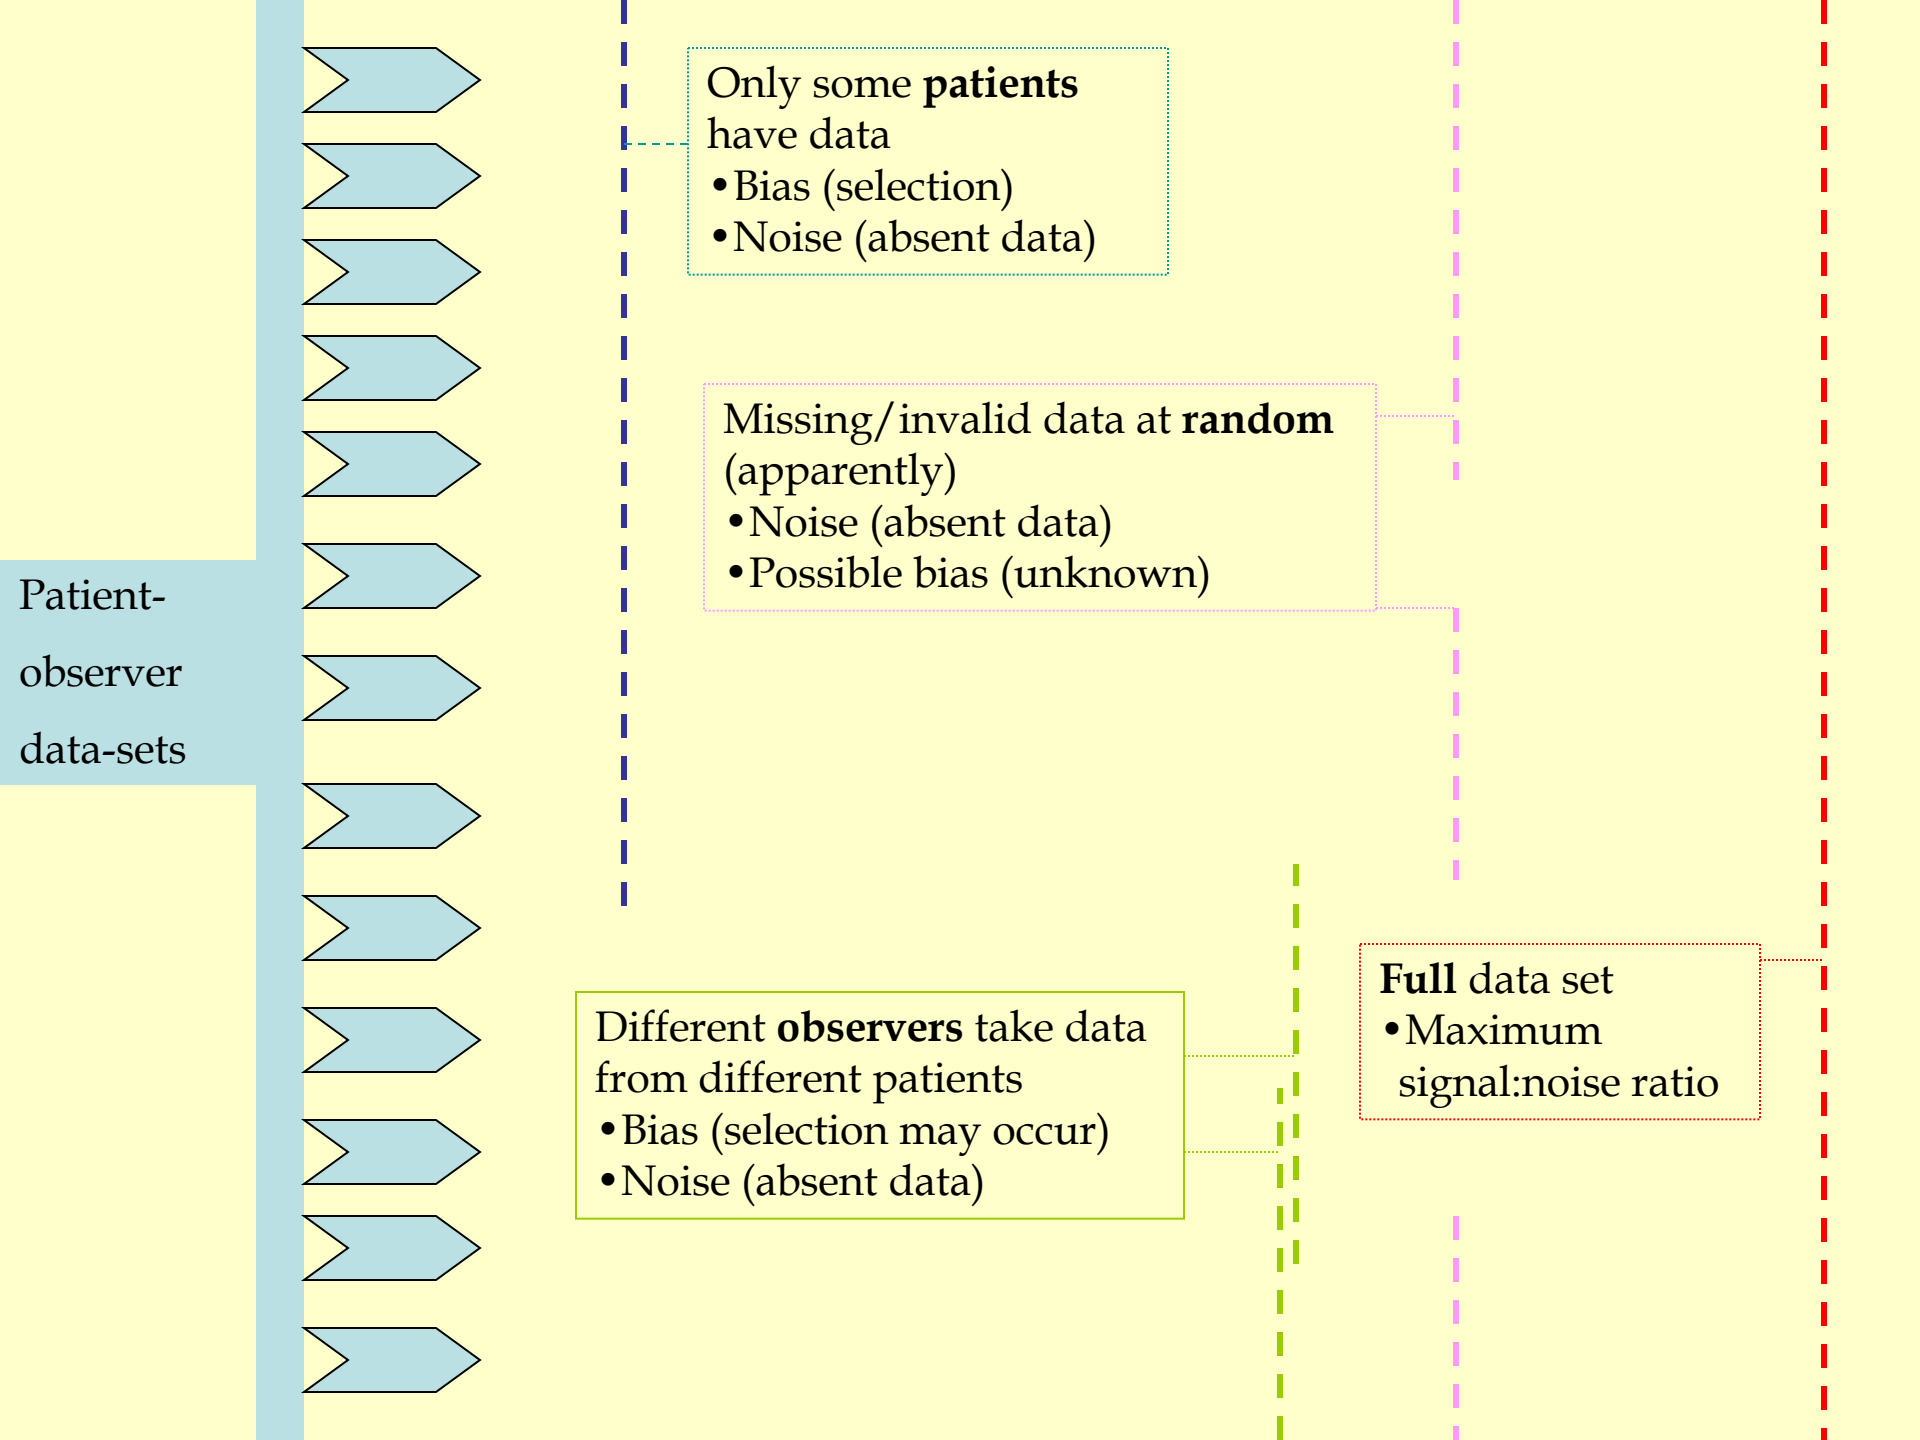 Only some patients
have data
•Bias (selection)
•Noise (absent data)
Missing/invalid data at random
(apparently)
•Noise (absent data)
•Possible bias (unknown)
Patient-
observer
data-sets
Full data set
•Maximum
signal:noise ratio
Different observers take data
from different patients
•Bias (selection may occur)
•Noise (absent data)